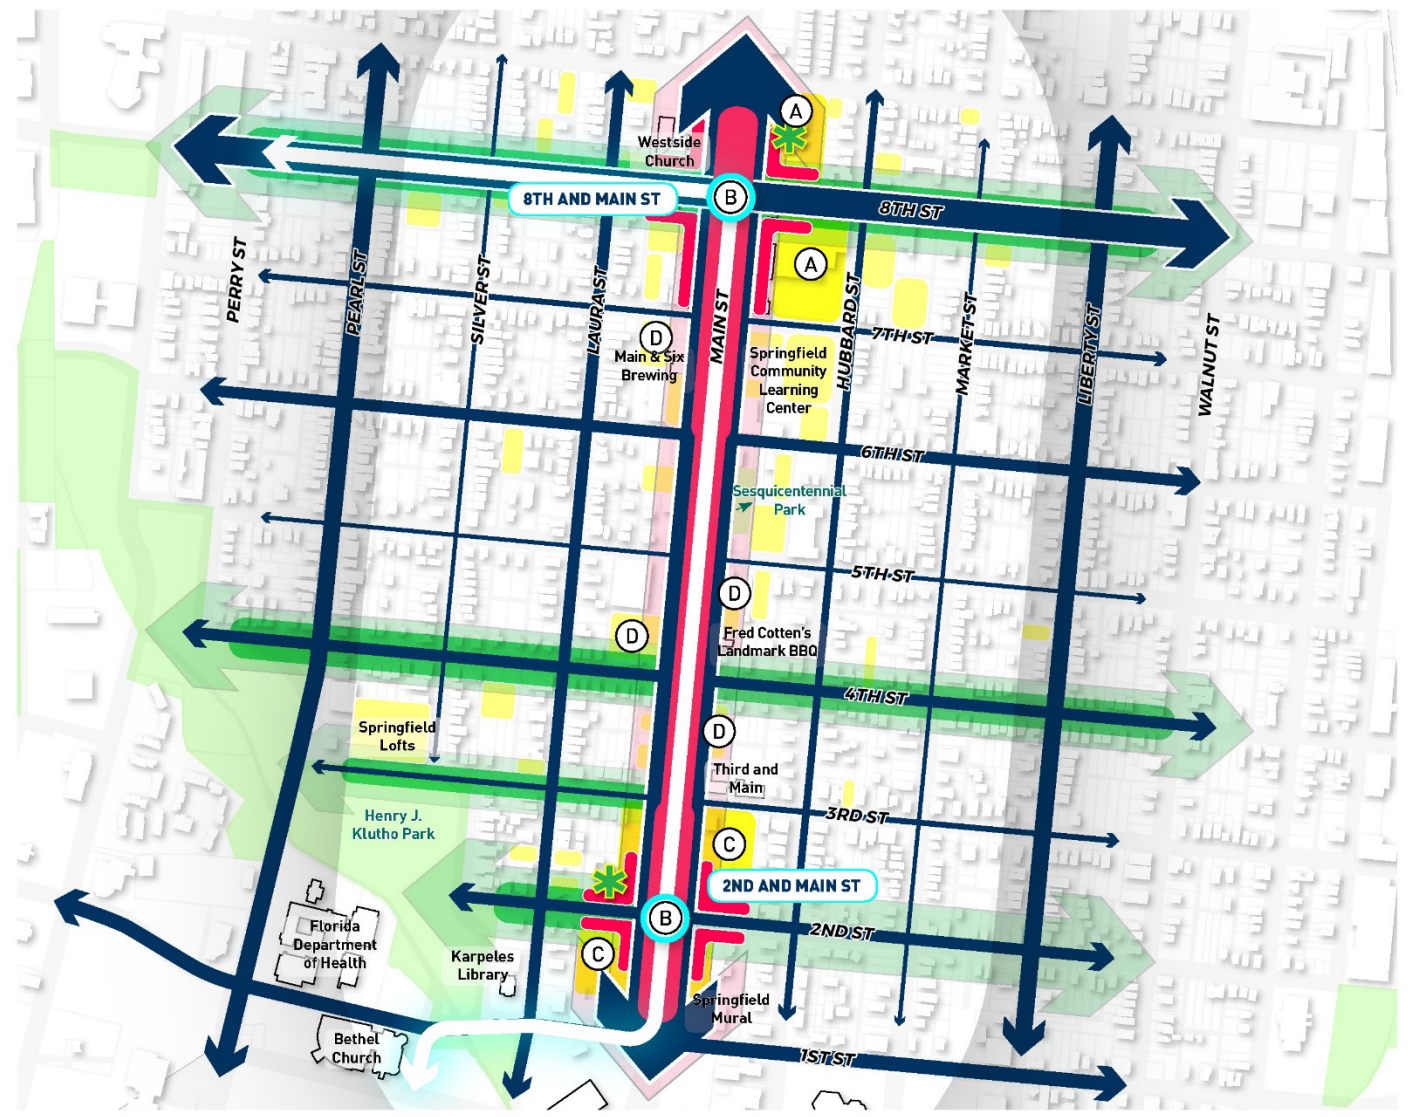 A
Westside
Church
B
8TH AND MAIN ST
8TH ST
A
PERRY ST
PEARL ST
SILVER ST
LAURA ST
MAIN ST
HUBBARD ST
MARKET ST
LIBERTY ST
WALNUT ST
7TH ST
D
Main & Six
Brewing
Springfield
Community
Learning
Center
6TH ST
Sesquicentennial
Park
5TH ST
D
D
Fred Cotten's
Landmark BBQ
4TH ST
Springfield
Lofts
D
Third and
Main
3RD ST
Henry J.
Klutho Park
C
2ND AND MAIN ST
B
2ND ST
Florida
Department
of Health
Karpeles
Library
C
Springfield
Mural
Bethel
Church
1ST ST